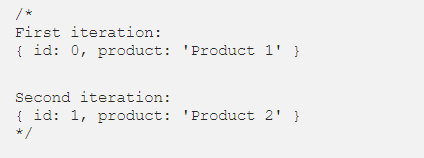 /*
First iteration:
{ id: 0, product: 'Product 1' }
Second iteration:
{ id: 1, product: 'Product 2' }
*/